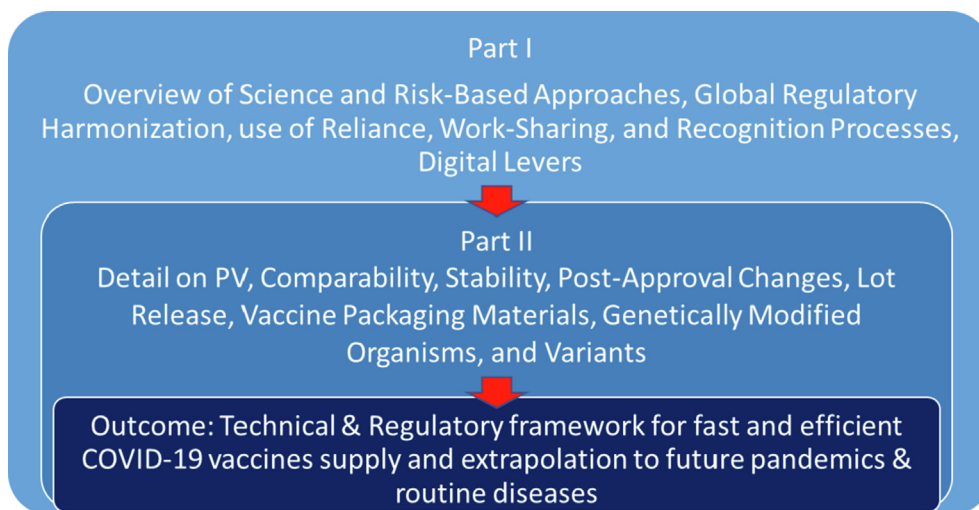 Part I
Overview of Science and Risk-Based Approaches, Global Regulatory
Harmonization, use of Reliance, Work-Sharing, and Recognition Processes,
Digital Levers
Part II
Detail on PV, Comparability, Stability, Post-Approval Changes, Lot
Release, Vaccine Packaging Materials, Genetically Modified
Organisms, and Variants
Outcome: Technical & Regulatory framework for fast and efficient
COVID-19 vaccines supply and extrapolation to future pandemics &
routine diseases